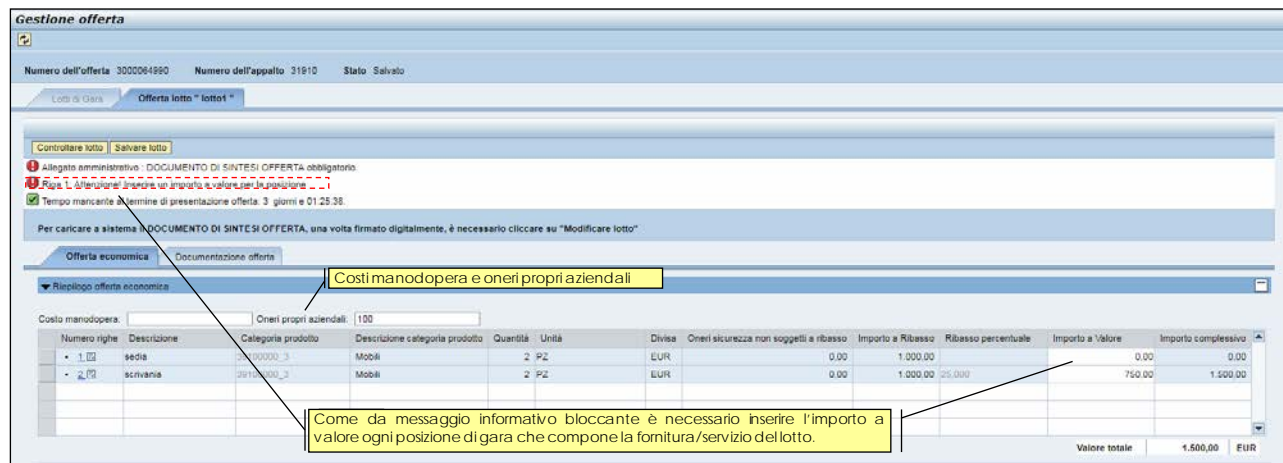 Gestione offerta
Numero dell'offerta 3000064990 Numero dell'appalto 31910 Stato Salvato
Lotti di Gara Offerta lotto " lotto1 "
Controllare lotto Salvare lotto
Allegato amministrativo : DOCUMENTO DI SINTESI OFFERTA obbligatorio.
Riga 1: Attenzione! Inserire un importo a valore per la posizione
Tempo mancante al termine di presentazione offerta: 3 giorni e 01:25:38.
Per caricare a sistema il DOCUMENTO DI SINTESI OFFERTA, una volta firmato digitalmente, è necessario cliccare su "Modificare lotto"
Offerta economica Documentazione offerta
Costi manodopera e oneri propri aziendali
Riepilogo offerta economica
Costo manodopera: Oneri propri aziendali: 100
Numero righe Descrizione Categoria prodotto Descrizione categoria prodotto Quantità Unità Divisa Oneri sicurezza non soggetti a ribasso Importo a Ribasso Ribasso percentuale Importo a Valore Importo complessivo
1 sedia 39100000_3 Mobili 2 PZ EUR 0,00 1.000,00 0,00 0,00
2 scrivania 39100000_3 Mobili 2 PZ EUR 0,00 1.000,00 25,000 750,00 1.500,00
Come da messaggio informativo bloccante è necessario inserire l'importo a
valore ogni posizione di gara che compone la fornitura/servizio del lotto.
Valore totale 1.500,00 EUR